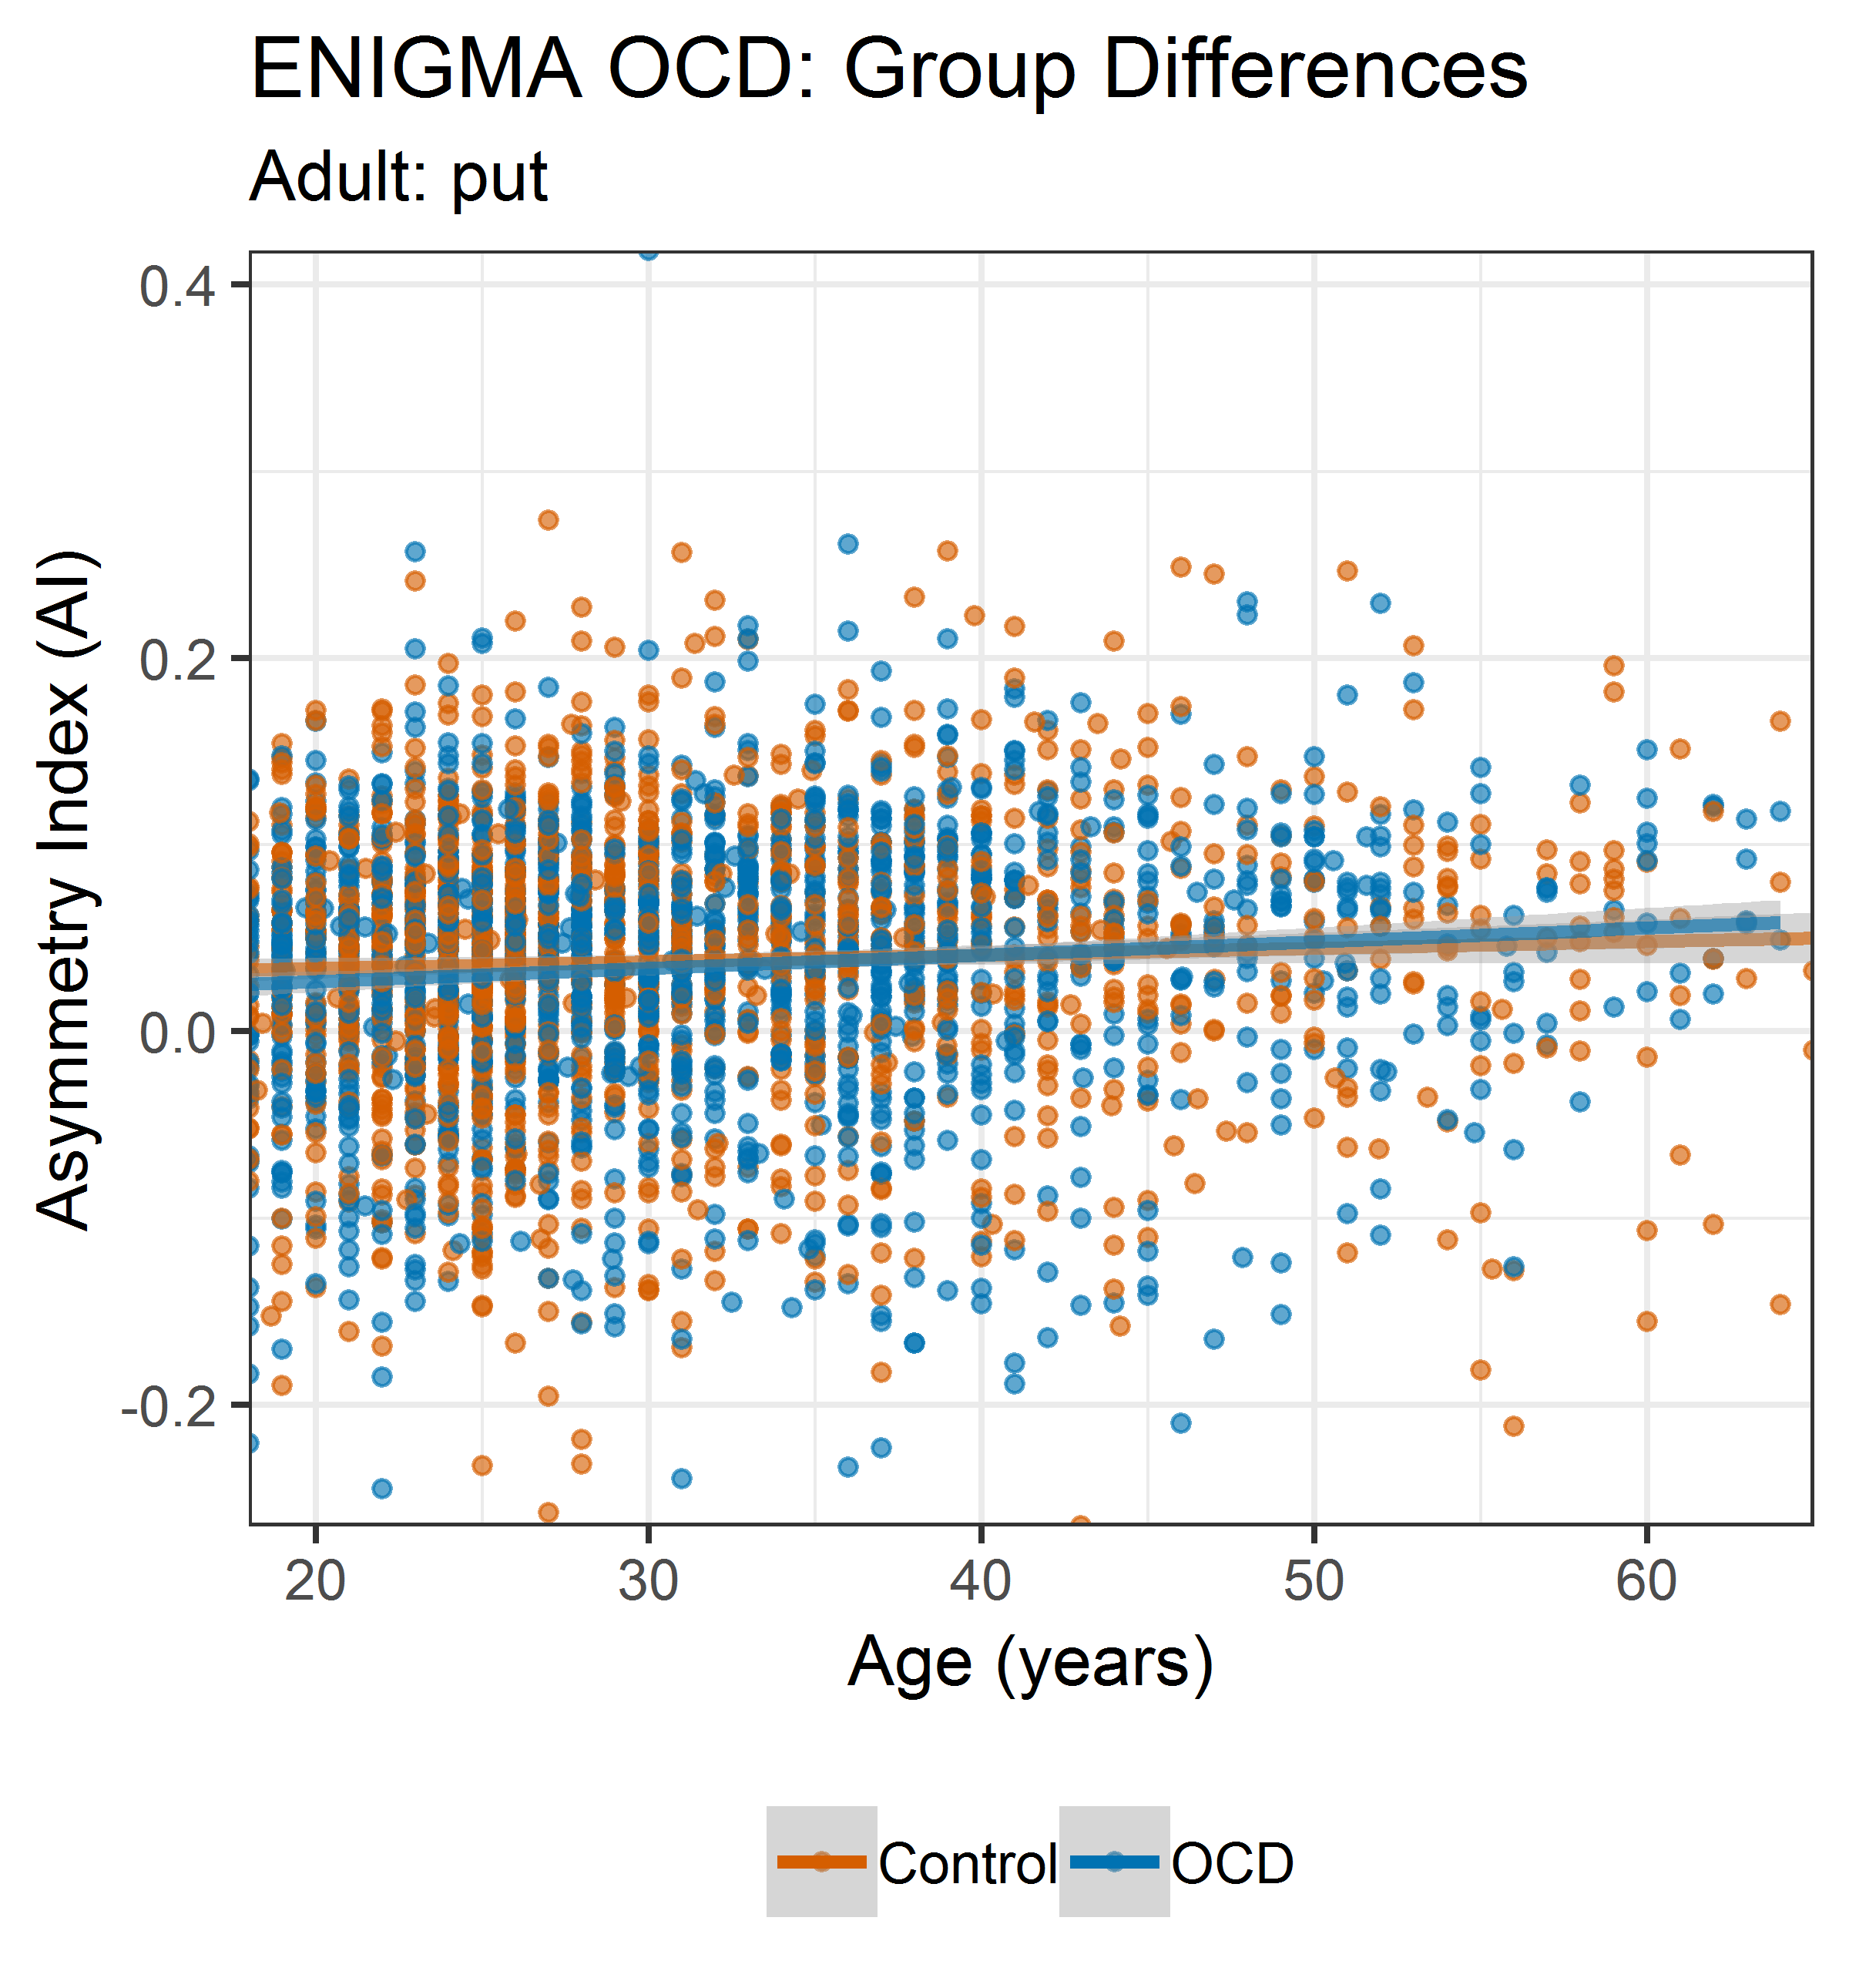 ENIGMA OCD: Group Differences
Adult: put
Asymmetry Index (AI)
0.4
0.2
0.0
-0.2
20 30 40 50 60
Age (years)
Control OCD